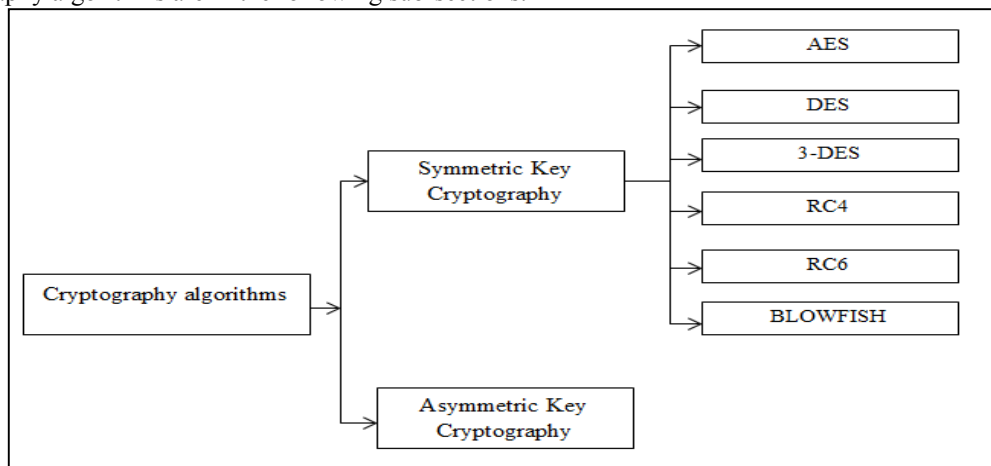 Cryptography algorithms
Symmetric Key
Cryptography
Asymmetric Key
Cryptography
AES
DES
3-DES
RC4
RC6
BLOWFISH